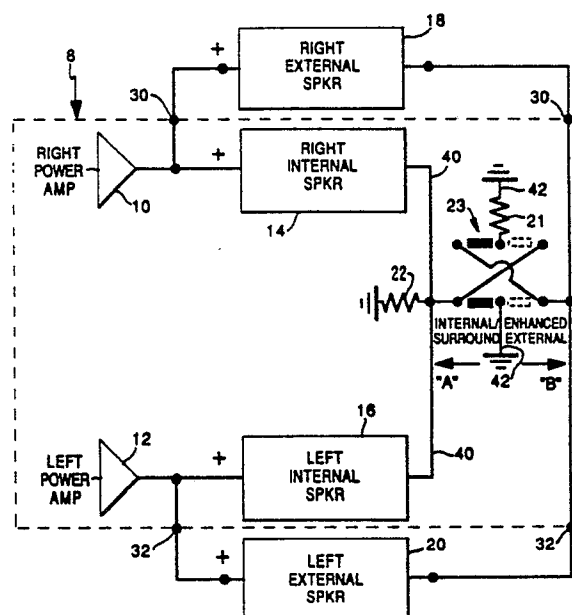 18
RIGHT
EXTERNAL
SPKR
8
+
30
30
RIGHT
POWER
AMP
10
+
RIGHT
INTERNAL
SPKR
14
40
42
23
21
22
INTERNAL/
SURROUND
ENHANCED
EXTERNAL
"A"
42
"B"
12
LEFT
POWER
AMP
+
16
LEFT
INTERNAL
SPKR
40
32
32
+
20
LEFT
EXTERNAL
SPKR